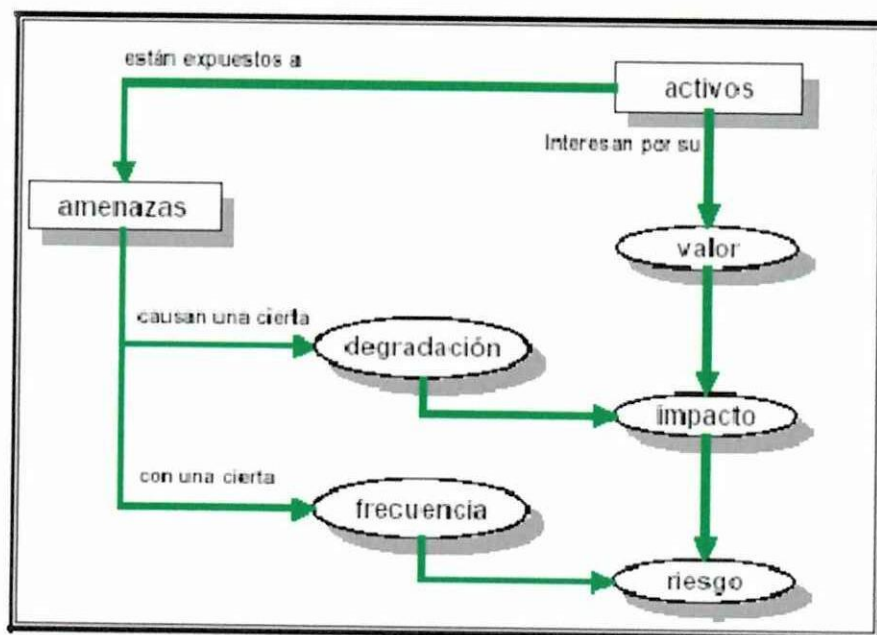 están expuestos a
activos
Interesan por su
amenazas
valor
causan una cierta
degradación
impacto
con una cierta
frecuencia
riesgo